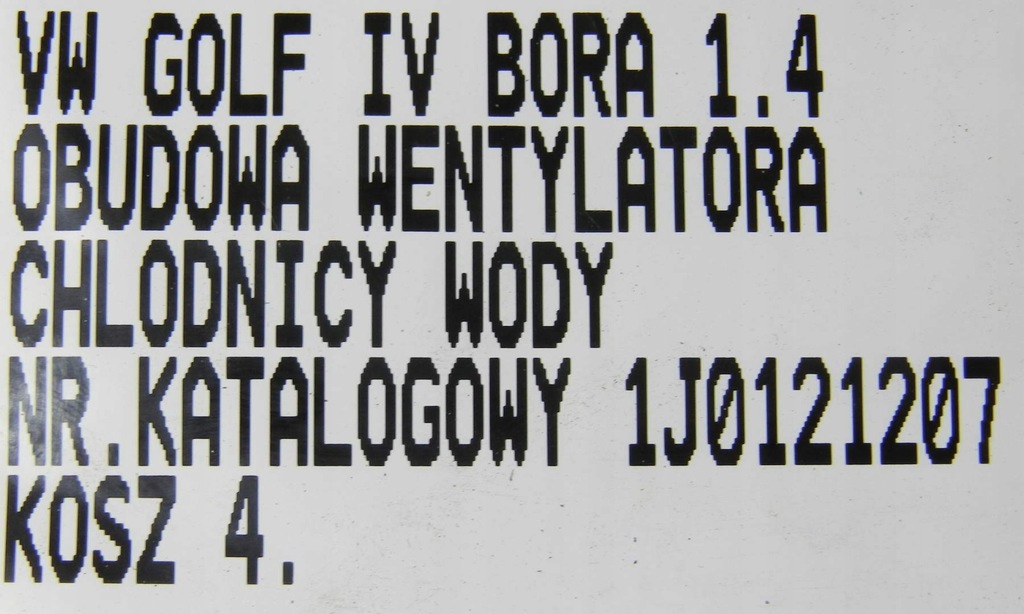 VW GOLF IV BORA 1.4
OBUDOWA WENTYLATORA
CHLODNICY WODY
NR.KATALOGOWY 1J0121207
KOSZ 4.